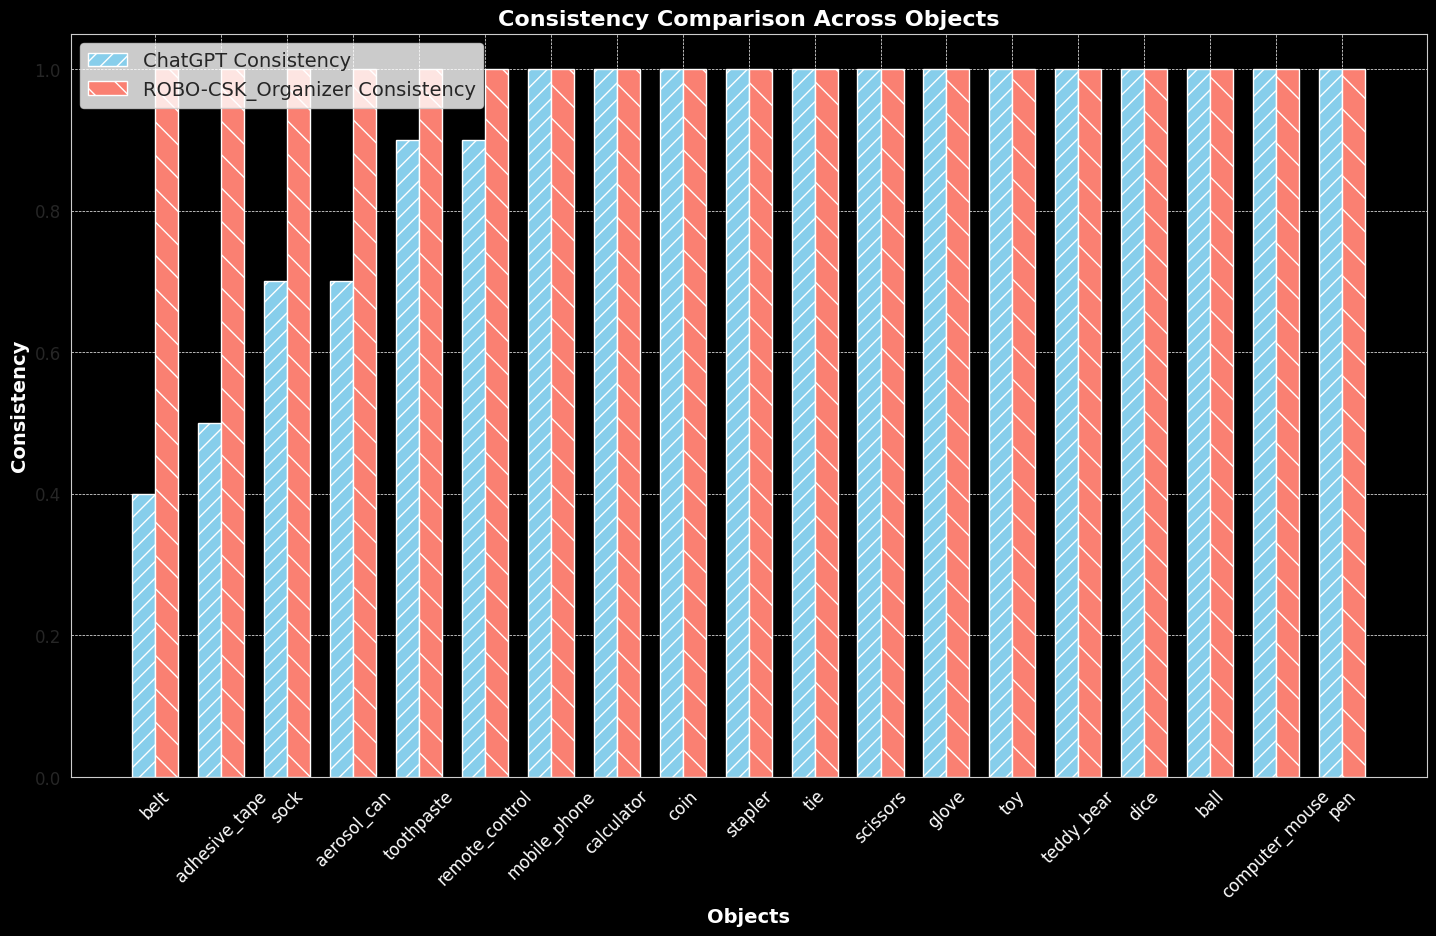 Consistency Comparison Across Objects
ChatGPT Consistency
ROBO-CSK_Organizer Consistency
1.0
0.8
0.6
0.4
0.2
0.0
Consistency
belt
adhesive_tape
sock
aerosol_can
toothpaste
remote_control
mobile_phone
calculator
coin
stapler
tie
scissors
glove
toy
teddy_bear
dice
ball
computer_mouse
pen
Objects